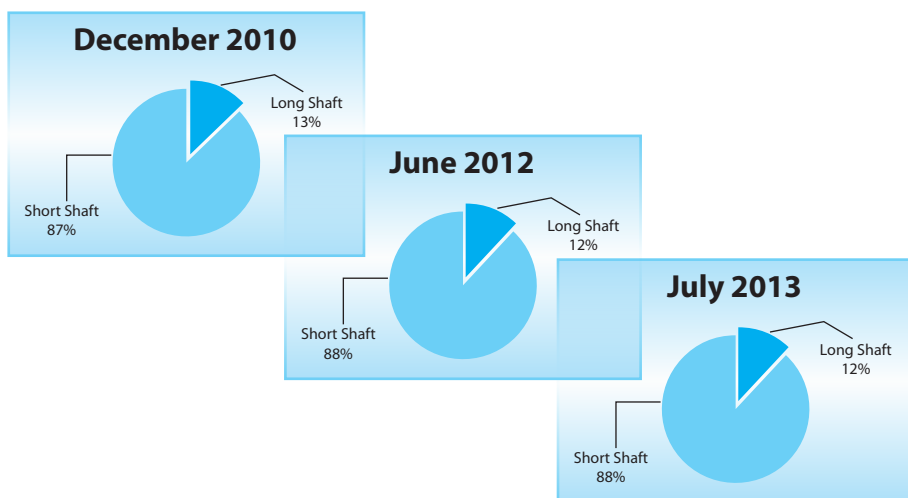 December 2010
Long Shaft
13%
Short Shaft
87%
June 2012
Long Shaft
12%
Short Shaft
88%
July 2013
Long Shaft
12%
Short Shaft
88%